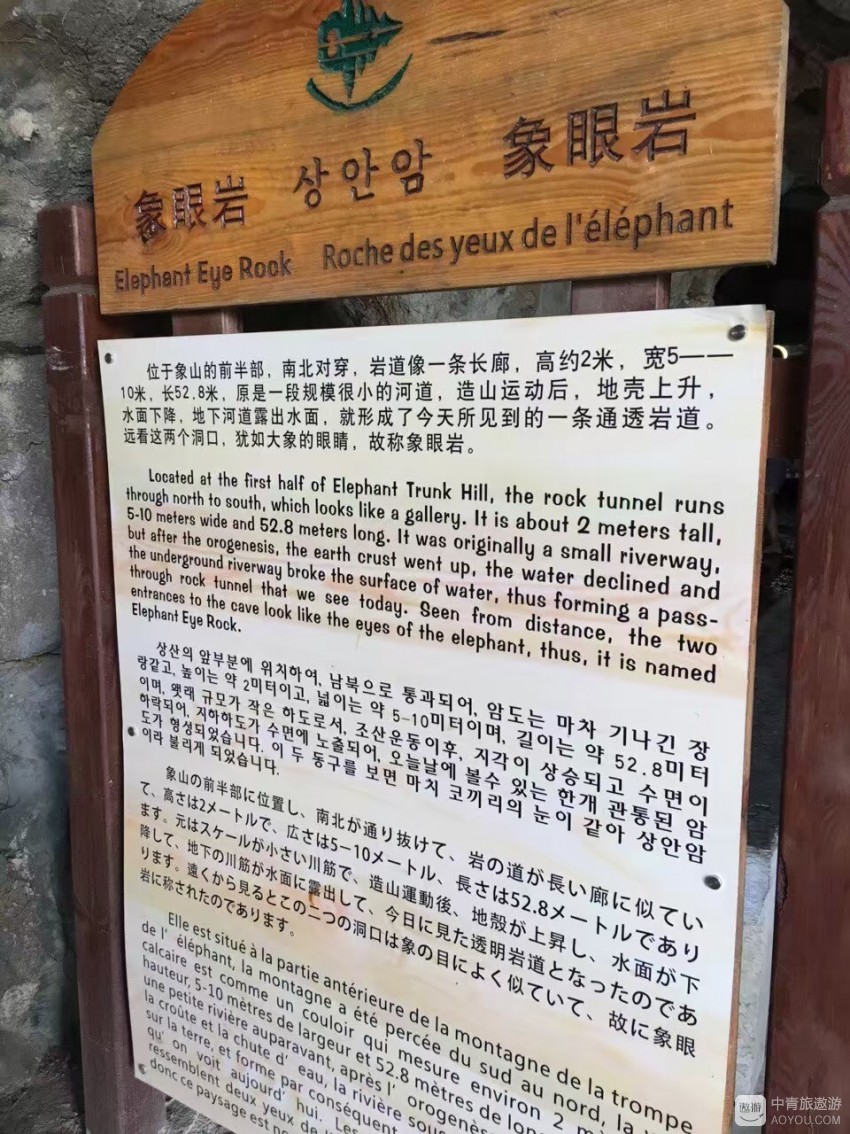 象眼岩 상안암 象眼岩
Elephant Eye Rock Roche des yeux de l'éléphant
位于象山的前半部，南北对穿，岩道像一条长廊，高约2米，宽5——
10米，长52.8米，原是一段规模很小的河道，造山运动后，地壳上升，
水面下降，地下河道露出水面，就形成了今天所见到的一条通透岩道。
远看这两个洞口，犹如大象的眼睛，故称象眼岩。
Located at the first half of Elephant Trunk Hill, the rock tunnel runs
through north to south, which looks like a gallery. It is about 2 meters tall,
5-10 meters wide and 52.8 meters long. It was originally a small riverway,
but after the orogenesis, the earth crust went up, the water declined and
the underground riverway broke the surface of water, thus forming a pass-
through rock tunnel that we see today. Seen from distance, the two
entrances to the cave look like the eyes of the elephant, thus, it is named
Elephant Eye Rock.
상산의 앞부분에 위치하여, 남북으로 통과되어, 암도는 마차 기나긴 장
랑같고, 높이는 약 2미터이고, 넓이는 약 5-10미터이며, 길이는 약 52.8미터
이며, 옛래 규모가 작은 하도로서, 조산운동이후, 지각이 상승되고 수면이
하락되어, 지하하도가 수면에 노출되어, 오늘날에 볼수 있는 한개 관통된 암
도가 형성되었습니다. 이 두 동구를 보면 마치 코끼리의 눈이 같아 상안암
이라 불리게 되었습니다.
象山の前半部に位置し、南北が通り抜けて、岩の道が長い廊に似てい
て、高さは2メートルで、広さは5-10メートル、長さは52.8メートルであり
ます。元はスケールが小さい川筋で、造山運動後、地殻が上昇し、水面が下
降して、地下の川筋が水面に露出して、今日に見た透明岩道となったのであ
ります。遠くから見るとこの二つの洞口は象の目によく似ていて、故に象眼
岩に称されたのであります。
Elle est situé à la partie antérieure de la montagne de la trompe
de l' éléphant, la montagne a été percée du sud au nord, la
calcaire est comme un couloir qui mesure environ 2 m
hauteur, 5-10 mètres de largeur et 52.8 mètres de lon
une petite rivière auparavant, après l' orogenès
la croûte et la chute d' eau, la rivière sous
sur la terre, et forme par conséquent
qu' on voit aujourd' hui. Les
ressemblent deux yeux de
donc ce paysage est no
遨游 中青旅遨游
AOYOU.COM